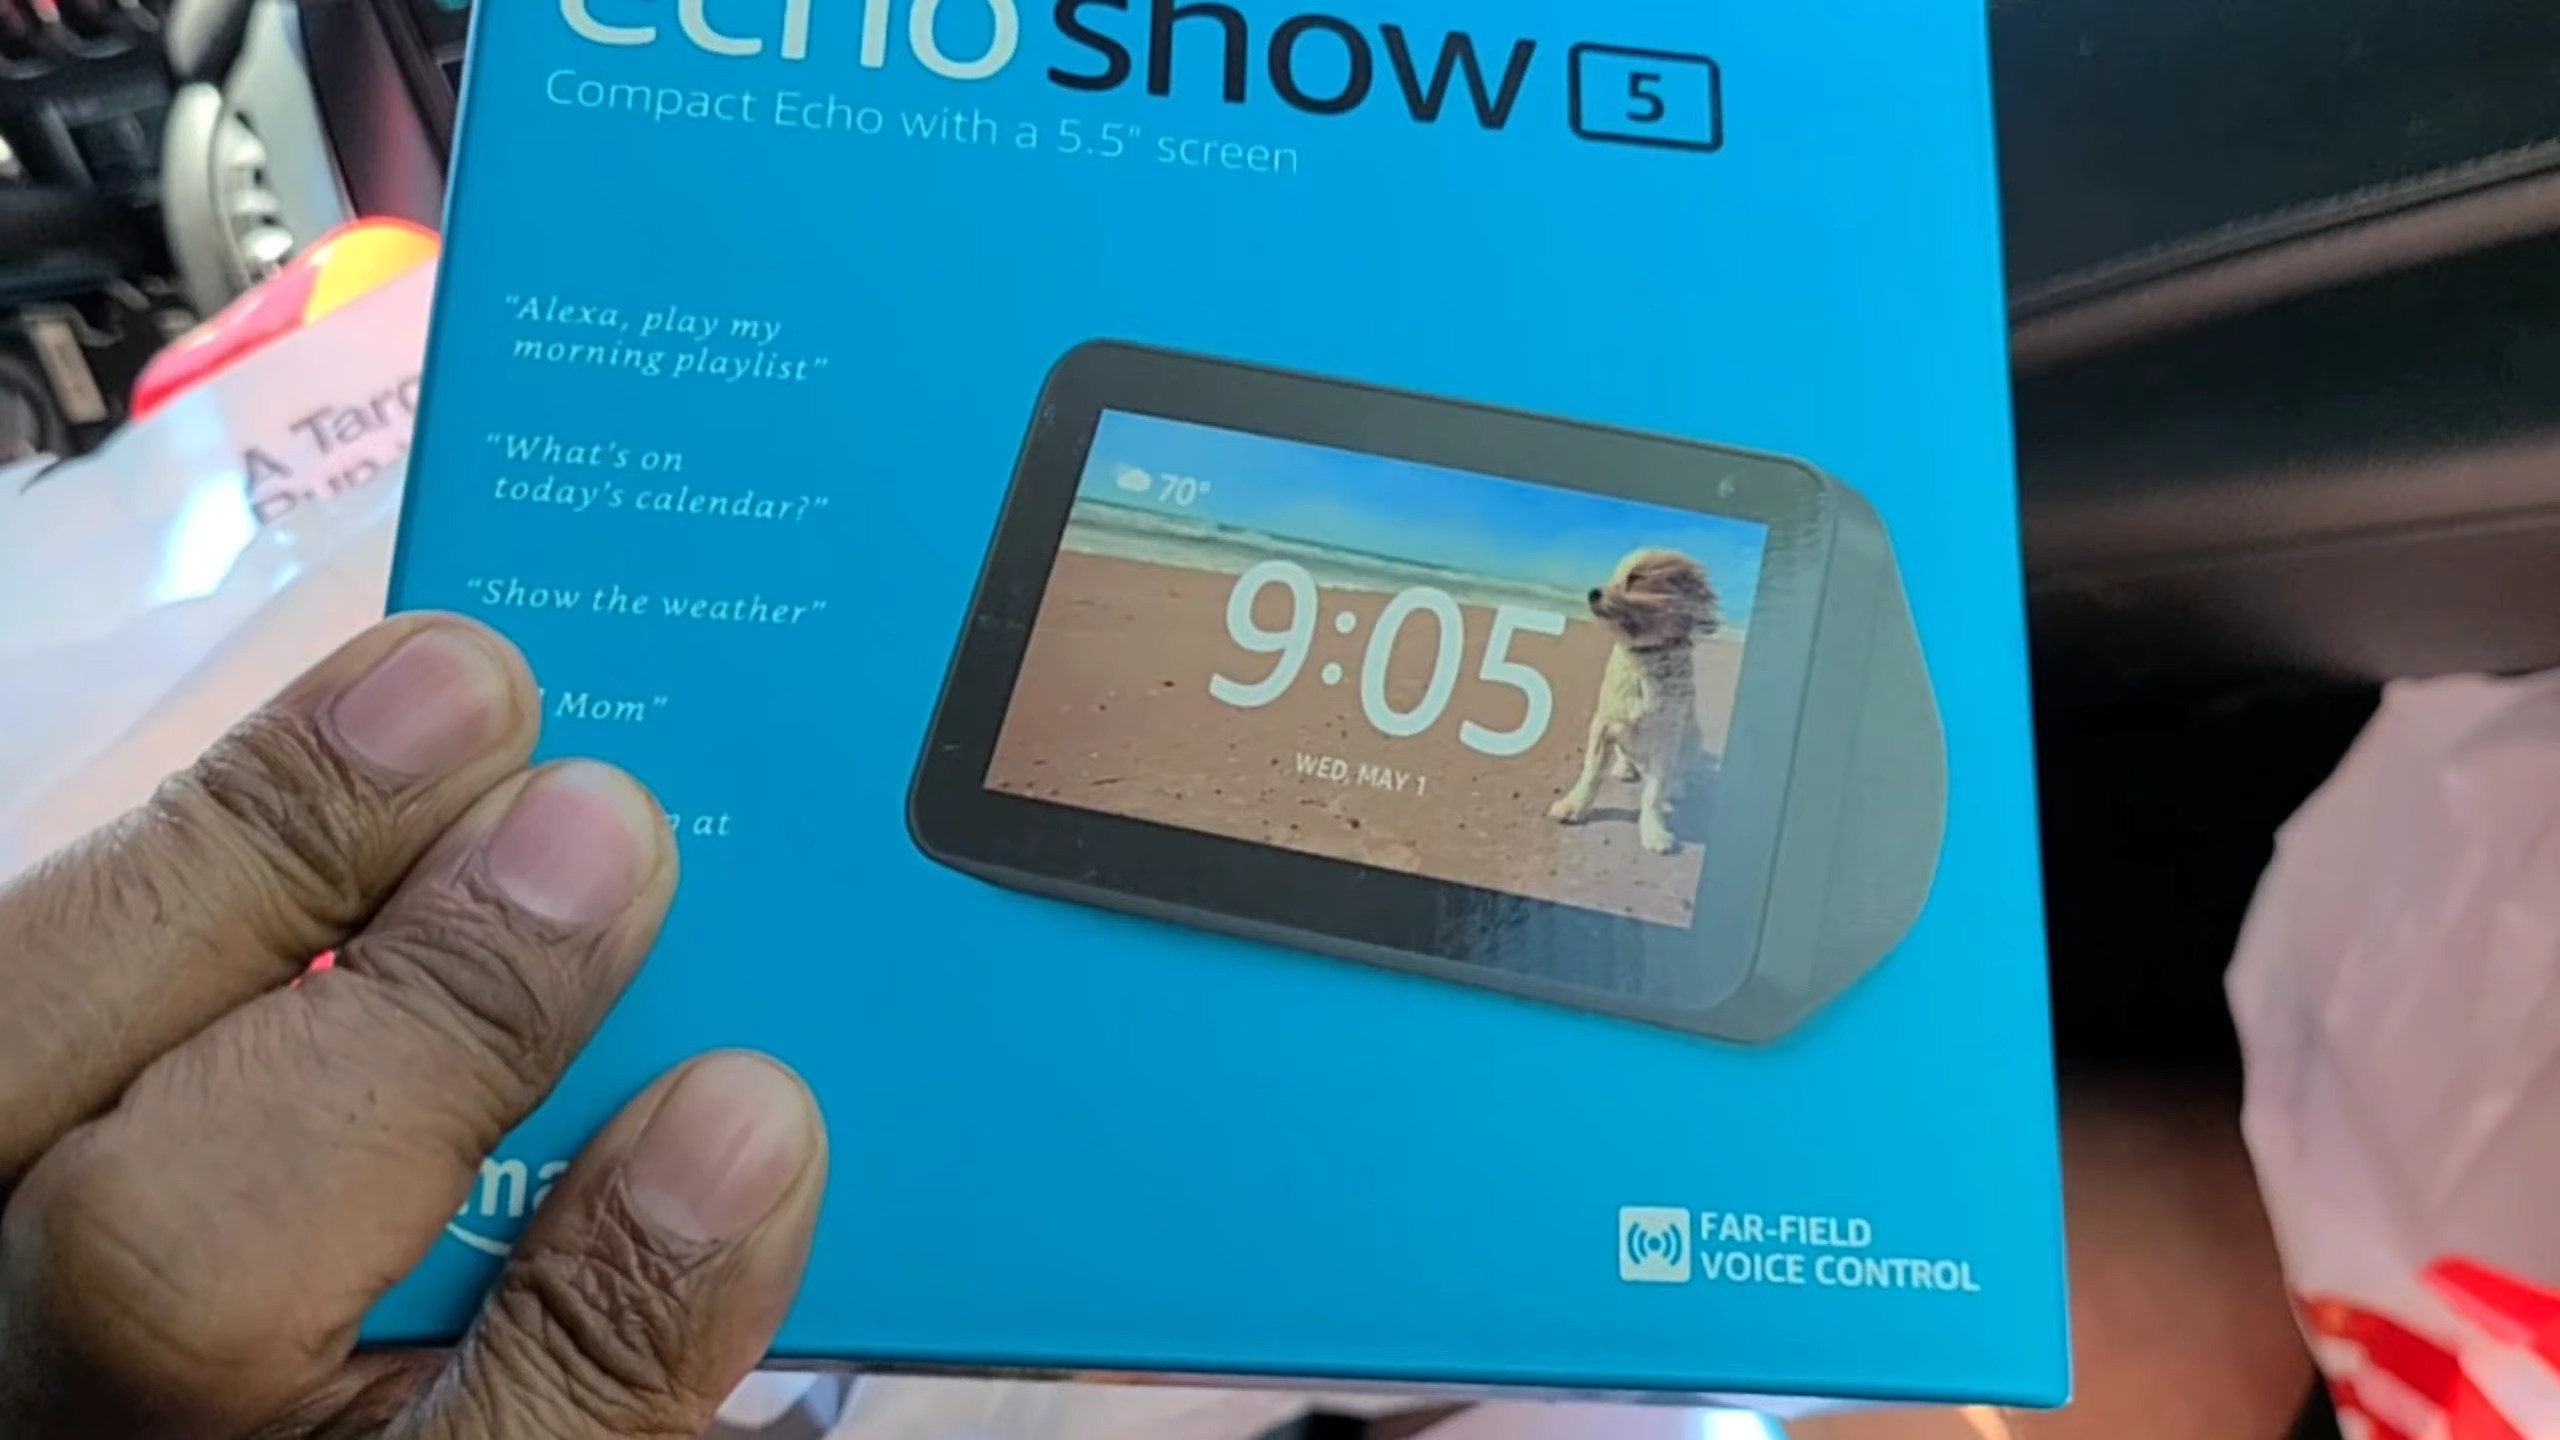 echo show 5
Compact Echo with a 5.5" screen
"Alexa, play my
morning playlist"
"What's on
today's calendar?"
"Show the weather"
Mom"
at
70°
9:05
WED, MAY 1
FAR-FIELD
VOICE CONTROL
A